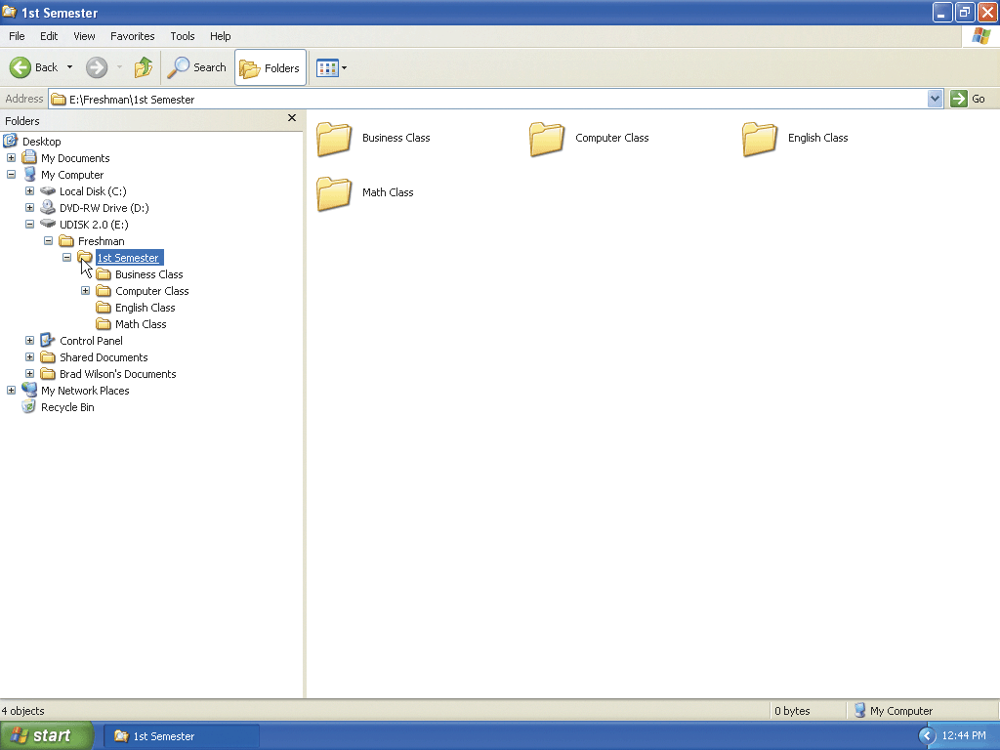 1st Semester
File Edit View Favorites Tools Help
Back Search Folders
Address E:\Freshman\1st Semester Go
Folders
Desktop
My Documents
My Computer
Local Disk (C:)
DVD-RW Drive (D:)
UDISK 2.0 (E:)
Freshman
1st Semester
Business Class
Computer Class
English Class
Math Class
Control Panel
Shared Documents
Brad Wilson's Documents
My Network Places
Recycle Bin
Business Class Computer Class English Class
Math Class
4 objects 0 bytes My Computer
start 1st Semester 12:44 PM